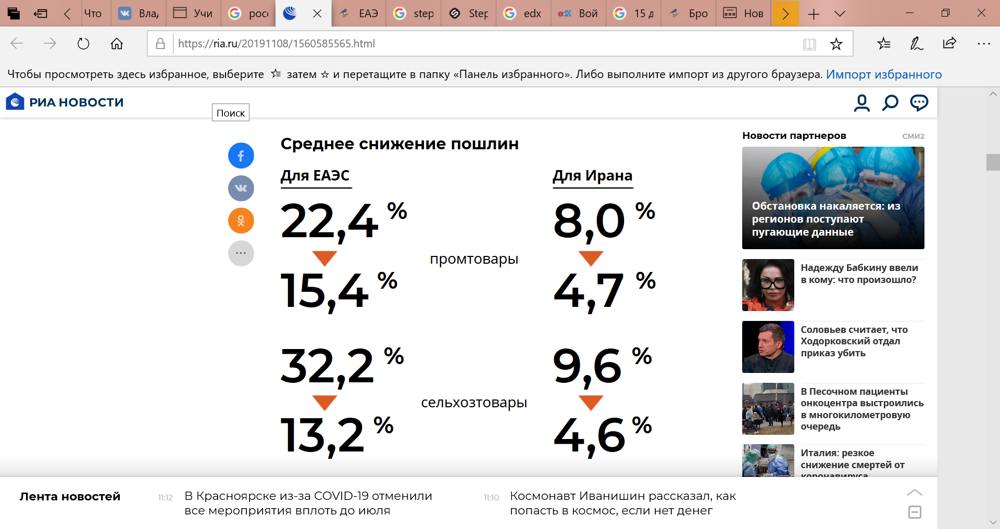 Что
Вла
Учи
росс
ЕАЭ
step
Step
edx
edX Вой
15 д
Бро
Нов
https://ria.ru/20191108/1560585565.html
Чтобы просмотреть здесь избранное, выберите затем и перетащите в папку «Панель избранного». Либо выполните импорт из другого браузера. Импорт избранного
РИА НОВОСТИ
Поиск
Среднее снижение пошлин
Для ЕАЭС
Для Ирана
22,4 %
8,0 %
промтовары
15,4 %
4,7 %
32,2 %
9,6 %
сельхозтовары
13,2 %
4,6 %
Новости партнеров
СМИ2
Обстановка накаляется: из
регионов поступают
пугающие данные
Надежду Бабкину ввели
в кому: что произошло?
Соловьев считает, что
Ходорковский отдал
приказ убить
В Песочном пациенты
онкоцентра выстроились
в многокилометровую
очередь
Италия: резкое
снижение смертей от
коронавируса
Лента новостей
11:12
В Красноярске из-за COVID-19 отменили
все мероприятия вплоть до июля
11:10
Космонавт Иванишин рассказал, как
попасть в космос, если нет денег